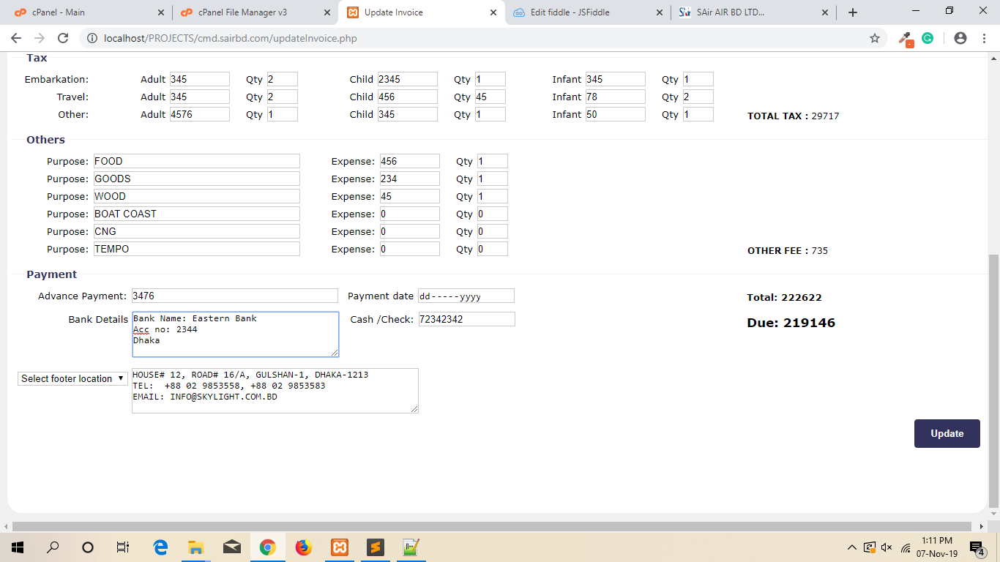 cPanel - Main
cPanel File Manager v3
Update Invoice
Edit fiddle - JSFiddle
SAir AIR BD LTD...
localhost/PROJECTS/cmd.sairbd.com/updateInvoice.php
Tax
Embarkation: Adult 345 Qty 2 Child 2345 Qty 1 Infant 345 Qty 1
Travel: Adult 345 Qty 2 Child 456 Qty 45 Infant 78 Qty 2
Other: Adult 4576 Qty 1 Child 345 Qty 1 Infant 50 Qty 1 TOTAL TAX : 29717
Others
Purpose: FOOD Expense: 456 Qty 1
Purpose: GOODS Expense: 234 Qty 1
Purpose: WOOD Expense: 45 Qty 1
Purpose: BOAT COAST Expense: 0 Qty 0
Purpose: CNG Expense: 0 Qty 0
Purpose: TEMPO Expense: 0 Qty 0 OTHER FEE : 735
Payment
Advance Payment: 3476 Payment date dd-----yyyy Total: 222622
Bank Details Bank Name: Eastern Bank Cash /Check: 72342342 Due: 219146
Acc no: 2344
Dhaka
Select footer location HOUSE# 12, ROAD# 16/A, GULSHAN-1, DHAKA-1213
TEL: +88 02 9853558, +88 02 9853583
EMAIL: INFO@SKYLIGHT.COM.BD
Update
1:11 PM
07-Nov-19
4